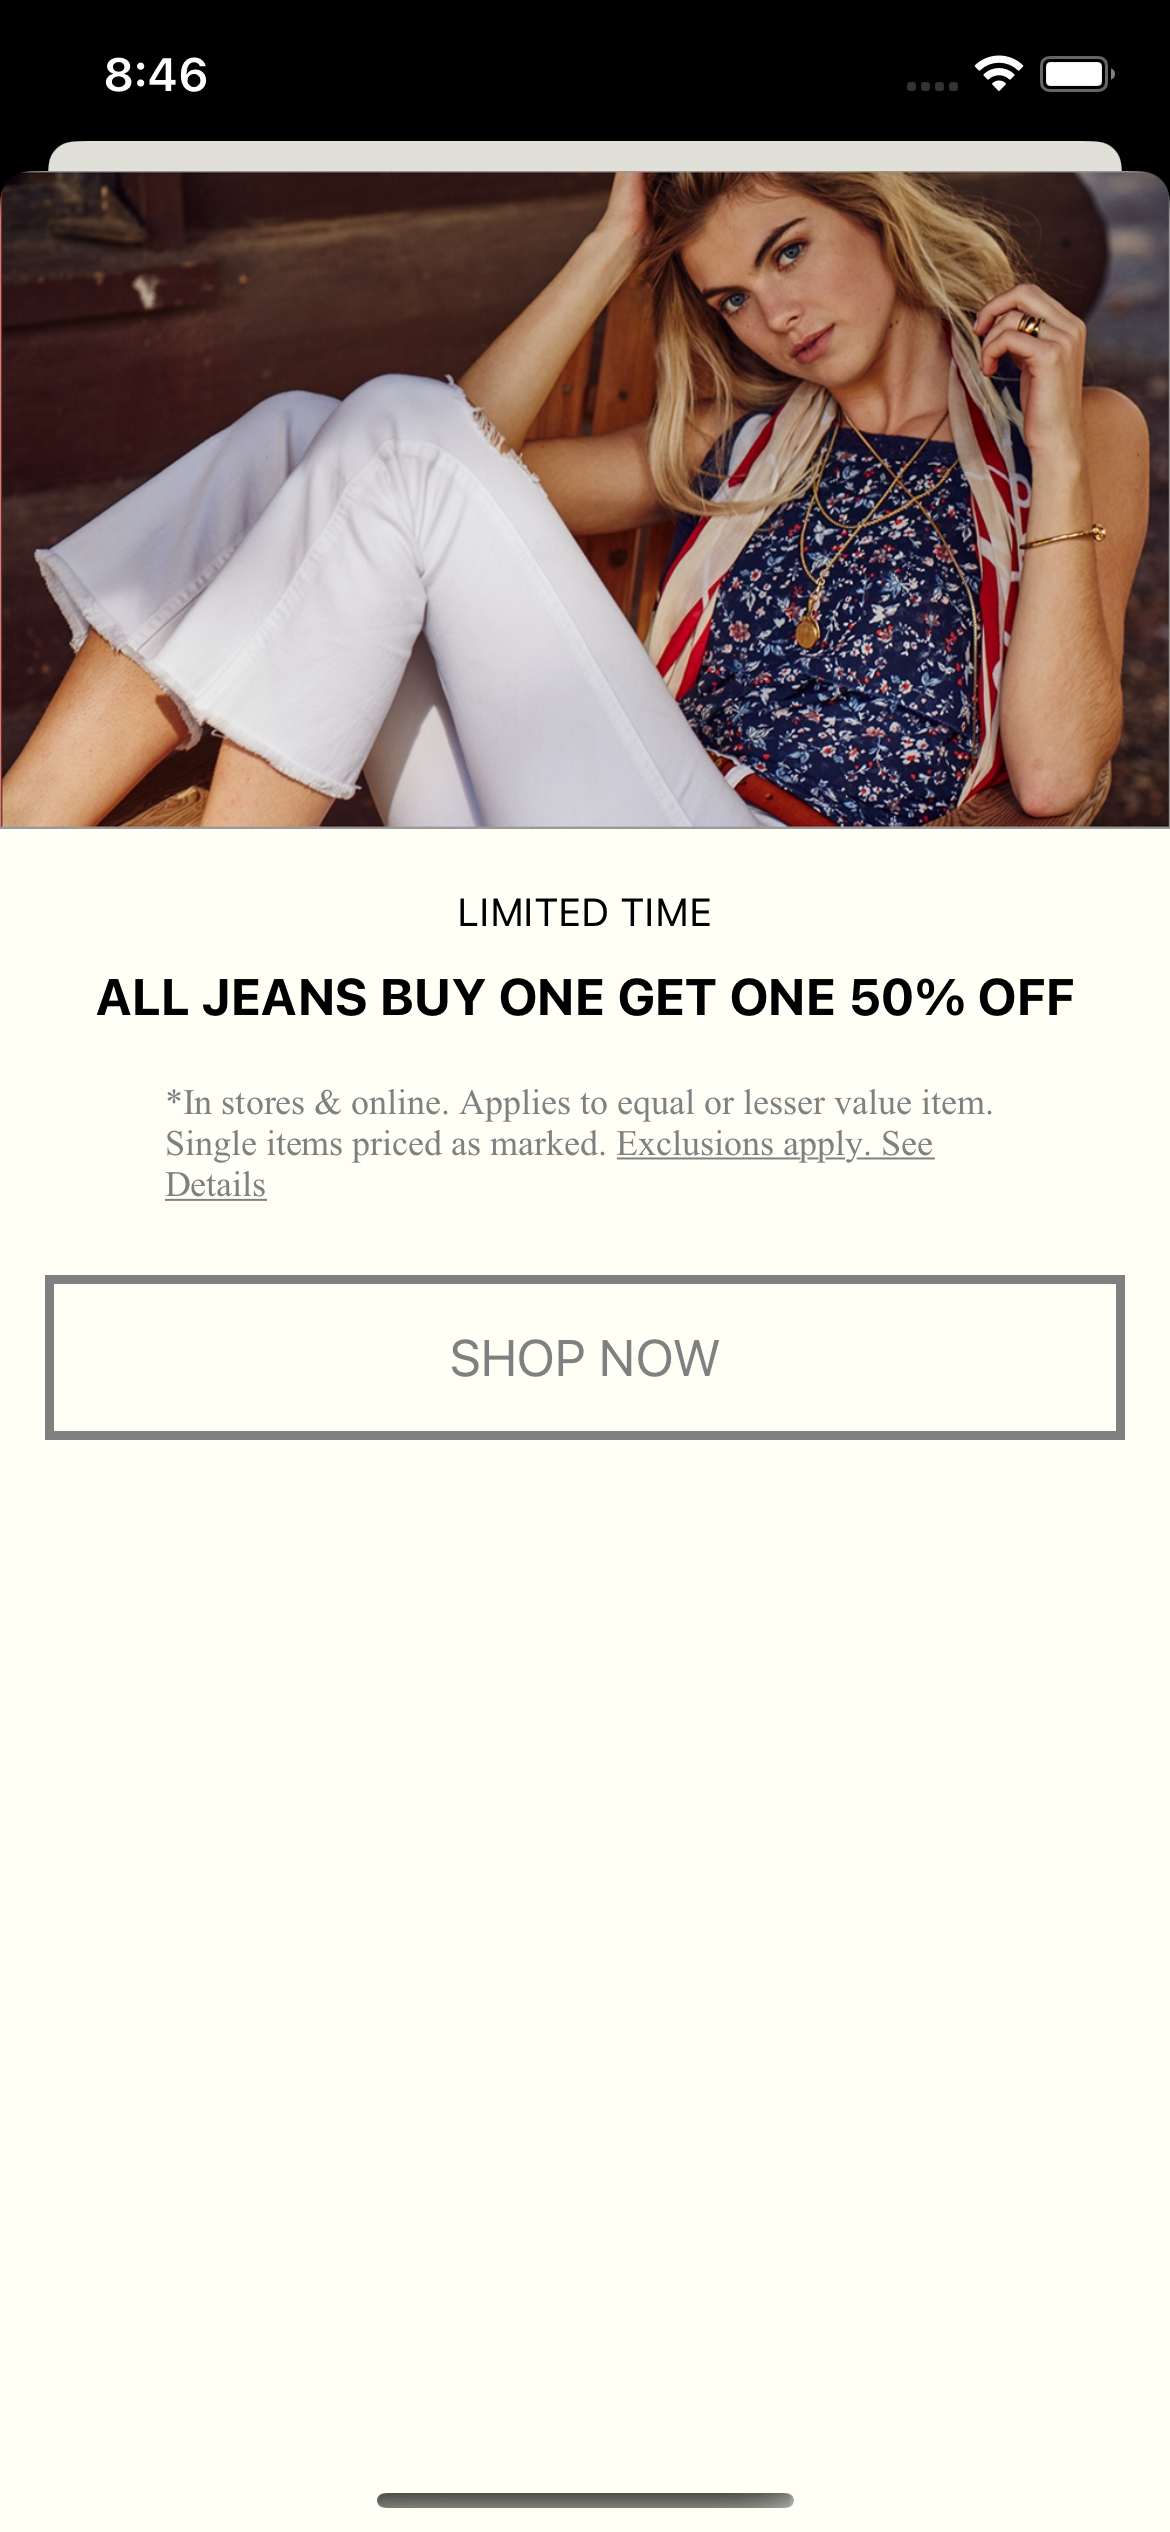 8:46
LIMITED TIME
ALL JEANS BUY ONE GET ONE 50% OFF
*In stores & online. Applies to equal or lesser value item.
Single items priced as marked. Exclusions apply. See
Details
SHOP NOW